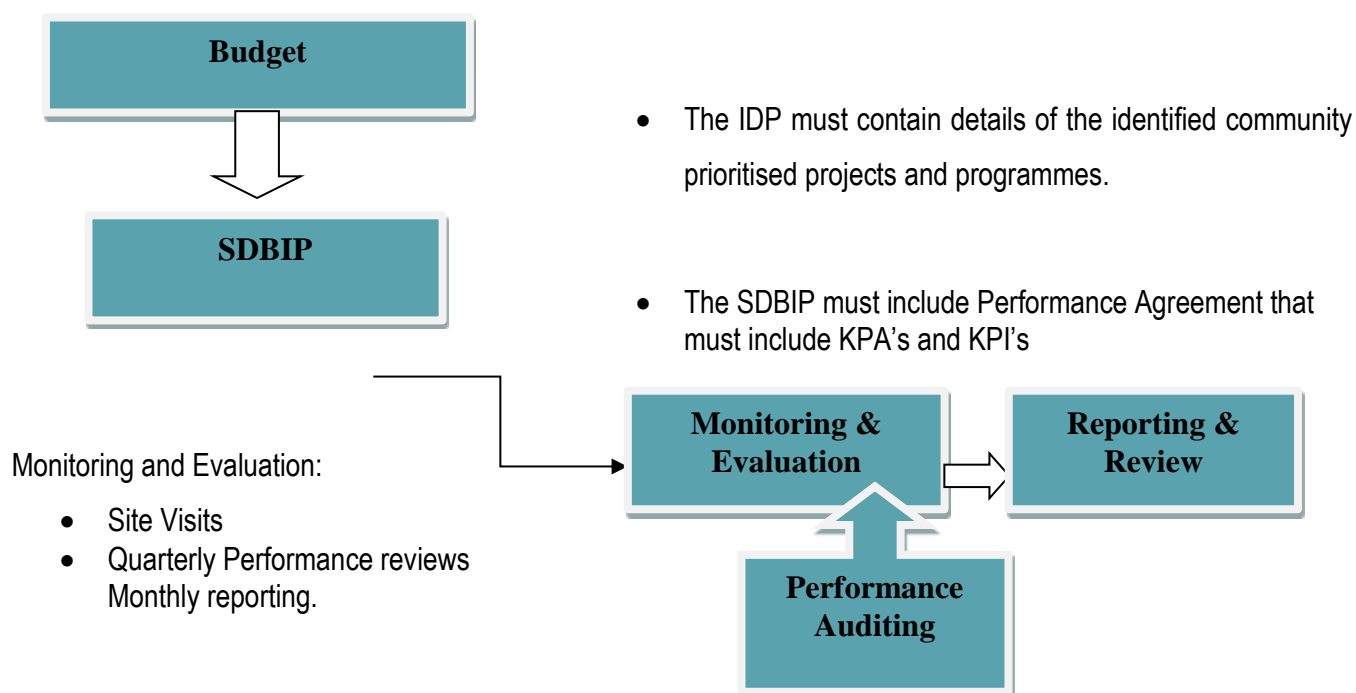 Budget
• The IDP must contain details of the identified community
prioritised projects and programmes.
SDBIP
• The SDBIP must include Performance Agreement that
must include KPA’s and KPI’s
Monitoring &
Evaluation
Reporting &
Review
Monitoring and Evaluation:
• Site Visits
• Quarterly Performance reviews
Monthly reporting.
Performance
Auditing